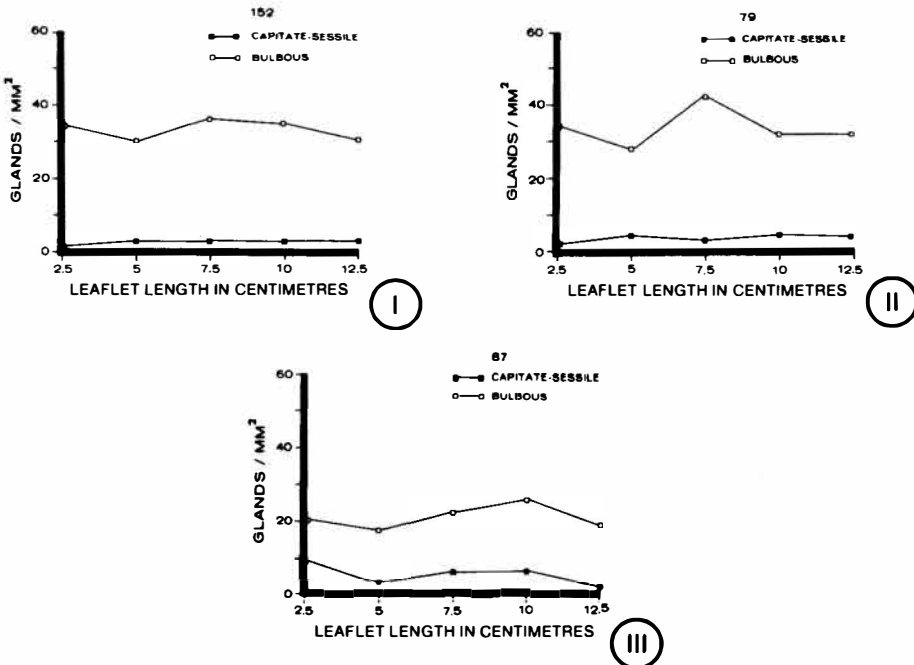 152
CAPITATE-SESSILE
BULBOUS
60
40
20
0
GLANDS / MM²
2.5 5 7.5 10 12.5
LEAFLET LENGTH IN CENTIMETRES
I
79
CAPITATE-SESSILE
BULBOUS
60
40
20
0
GLANDS / MM²
2.5 5 7.5 10 12.5
LEAFLET LENGTH IN CENTIMETRES
II
67
CAPITATE-SESSILE
BULBOUS
60
40
20
0
GLANDS / MM²
2.5 5 7.5 10 12.5
LEAFLET LENGTH IN CENTIMETRES
III